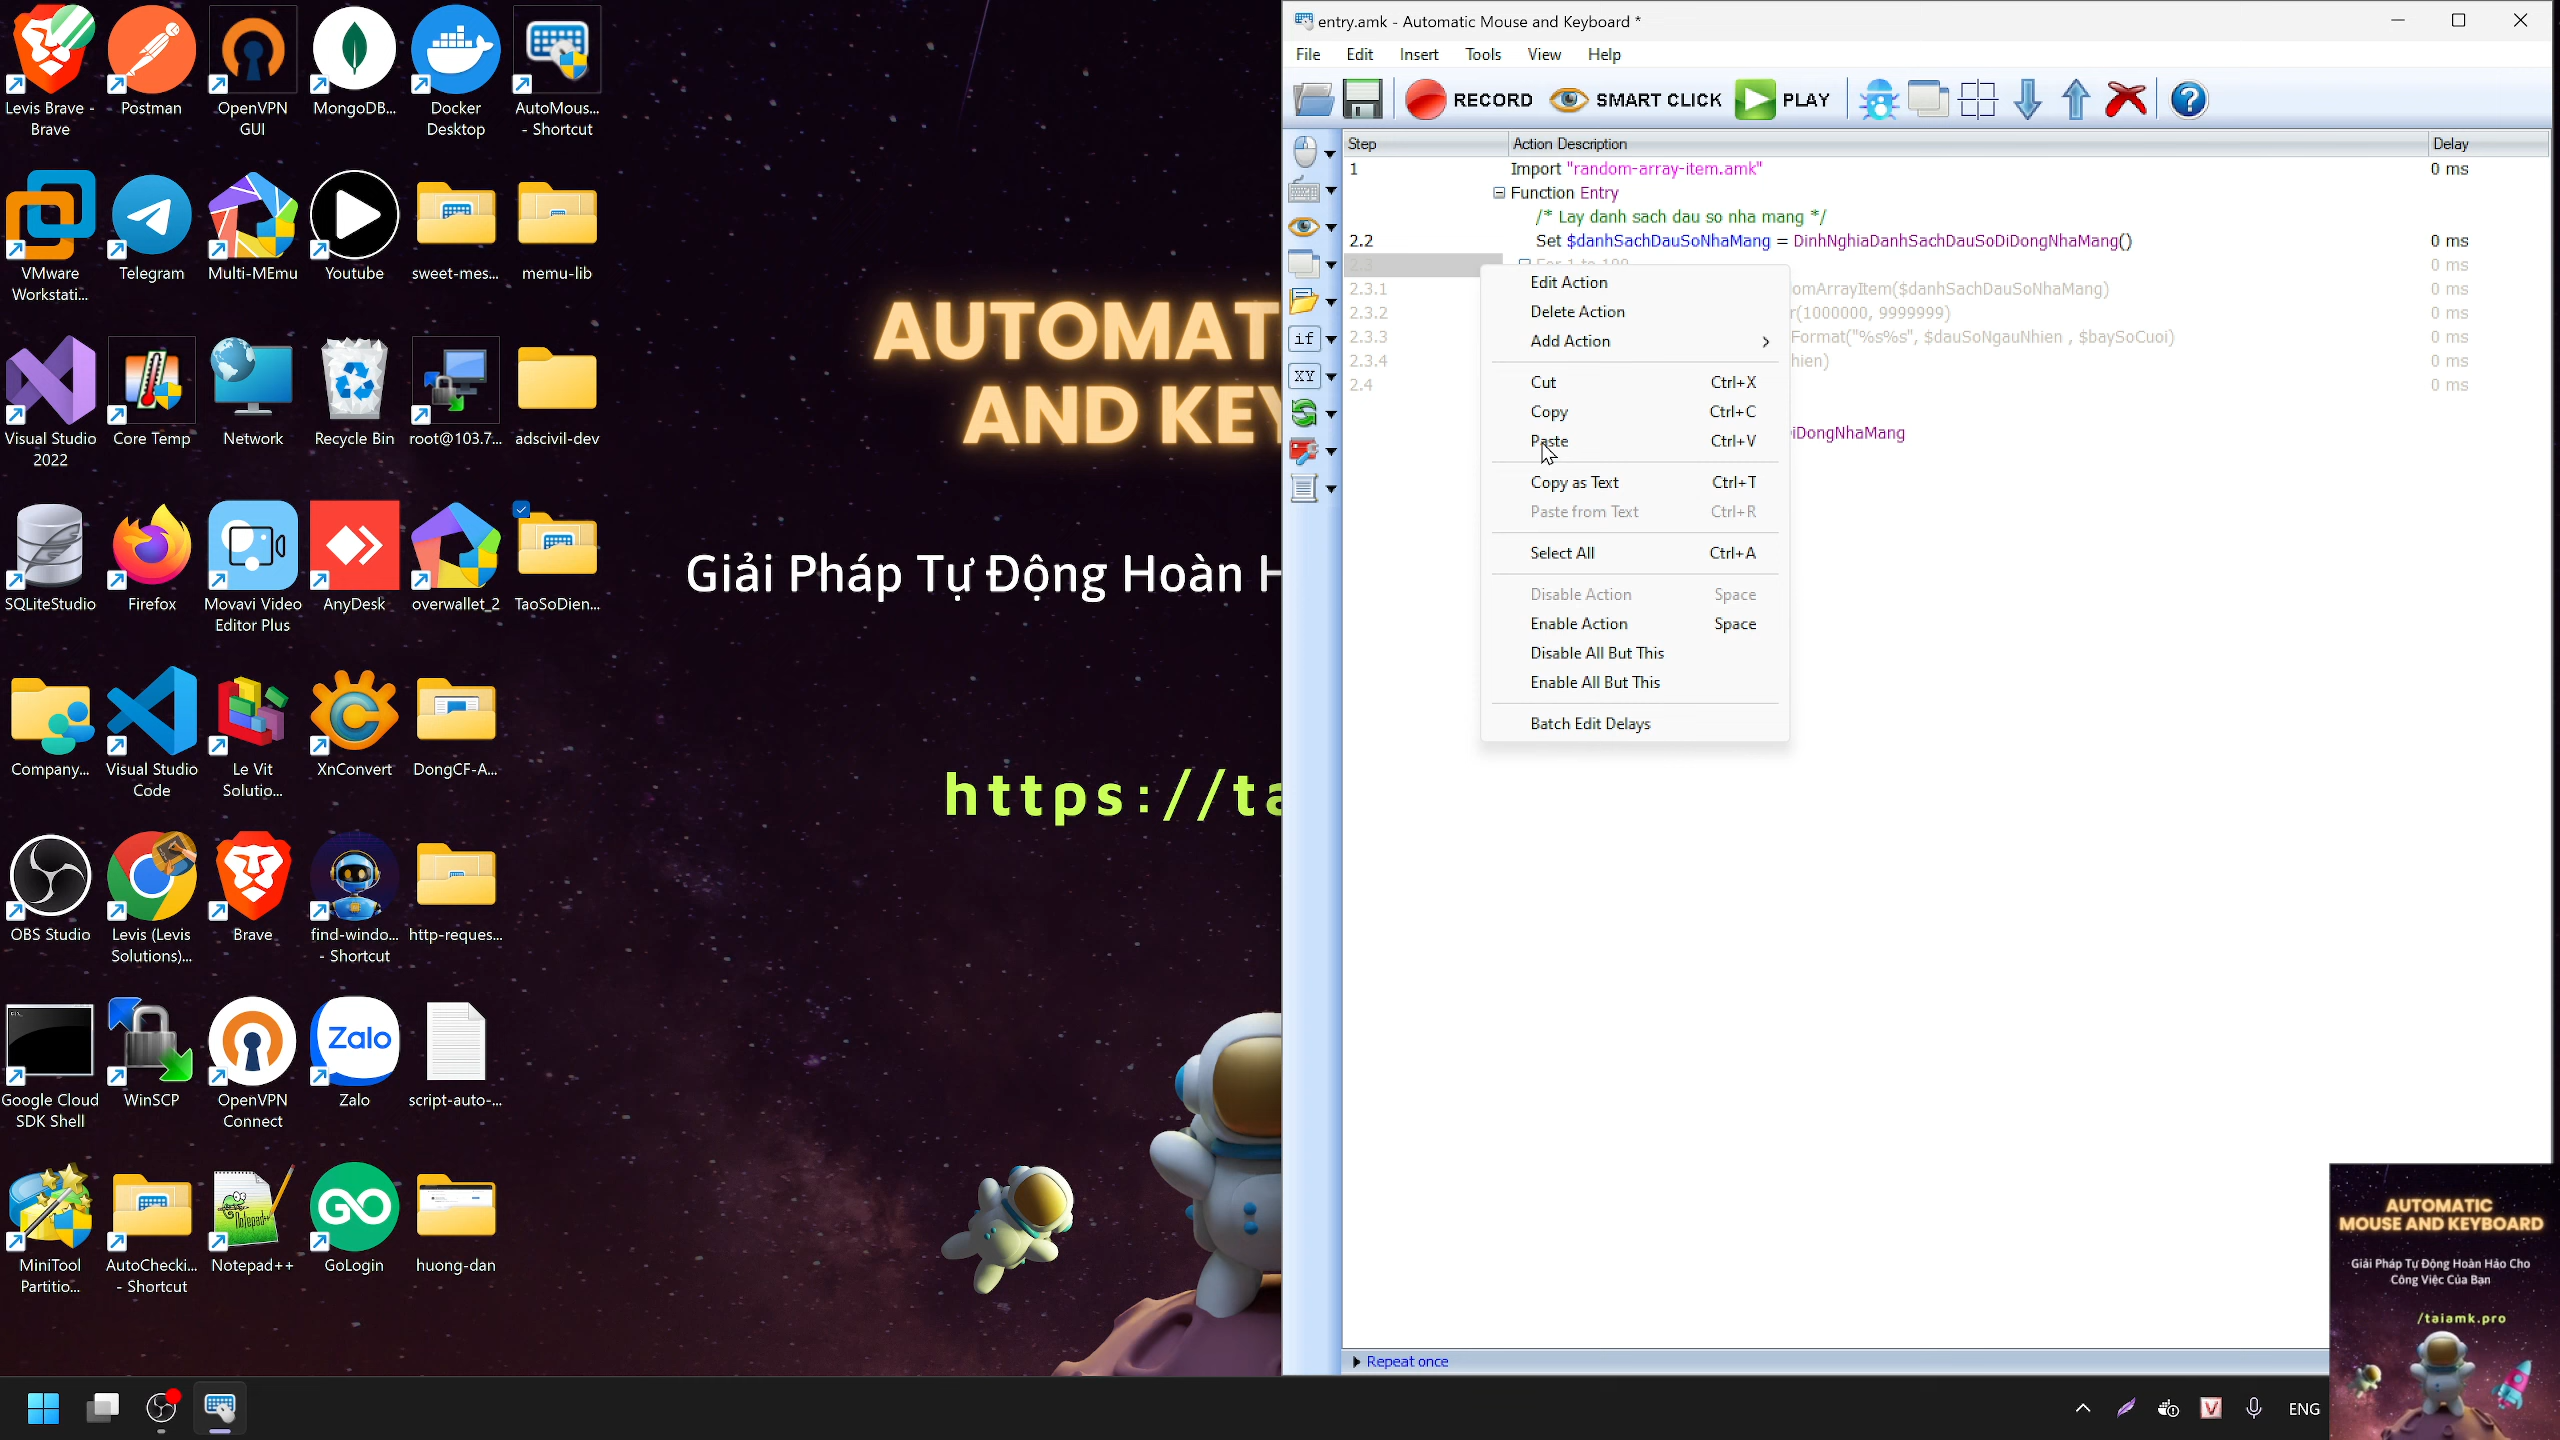 Levis Brave -
Brave
Postman
OpenVPN
GUI
MongoDB...
Docker
Desktop
AutoMous...
- Shortcut
VMware
Workstati...
Telegram
Multi-MEmu
Youtube
sweet-mes...
memu-lib
Visual Studio
2022
Core Temp
Network
Recycle Bin
root@103.7...
adscivil-dev
SQLiteStudio
Firefox
Movavi Video
Editor Plus
AnyDesk
overwallet_2
TaoSoDien...
Company...
Visual Studio
Code
Le Vit
Solutio...
XnConvert
DongCF-A...
OBS Studio
Levis (Levis
Solutions)...
Brave
find-windo...
- Shortcut
http-reques...
Google Cloud
SDK Shell
WinSCP
OpenVPN
Connect
Zalo
Zalo
script-auto-...
MiniTool
Partitio...
AutoChecki...
- Shortcut
Notepad++
GO
GoLogin
huong-dan
AUTOMAT
AND KEY
Giải Pháp Tự Động Hoàn H
https://ta
entry.amk - Automatic Mouse and Keyboard *
File Edit Insert Tools View Help
RECORD SMART CLICK PLAY
Step Action Description Delay
1 Import "random-array-item.amk" 0 ms
Function Entry
/* Lay danh sach dau so nha mang */
2.2 Set $danhSachDauSoNhaMang = DinhNghiaDanhSachDauSoDiDongNhaMang() 0 ms
2.3 For 1 to 100 0 ms
2.3.1 omArrayItem($danhSachDauSoNhaMang) 0 ms
2.3.2 r(1000000, 9999999) 0 ms
2.3.3 Format("%s%s", $dauSoNgauNhien , $baySoCuoi) 0 ms
2.3.4 hien) 0 ms
2.4 0 ms
iDongNhaMang
if
XY
Edit Action
Delete Action
Add Action
Cut Ctrl+X
Copy Ctrl+C
Paste Ctrl+V
Copy as Text Ctrl+T
Paste from Text Ctrl+R
Select All Ctrl+A
Disable Action Space
Enable Action Space
Disable All But This
Enable All But This
Batch Edit Delays
Repeat once
AUTOMATIC
MOUSE AND KEYBOARD
Giải Pháp Tự Động Hoàn Hảo Cho
Công Việc Của Bạn
/taiamk.pro
ENG